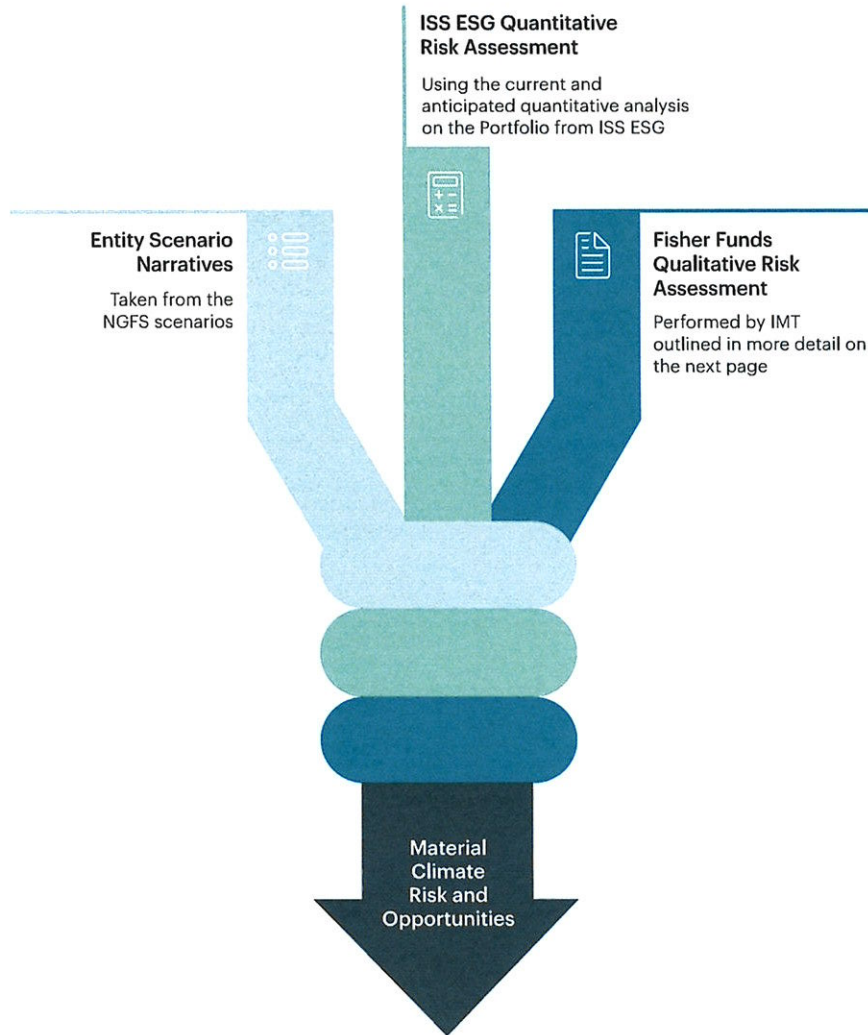 ISS ESG Quantitative
Risk Assessment
Using the current and
anticipated quantitative analysis
on the Portfolio from ISS ESG
Entity Scenario
Narratives
Taken from the
NGFS scenarios
Fisher Funds
Qualitative Risk
Assessment
Performed by IMT
outlined in more detail on
the next page
Material
Climate
Risk and
Opportunities